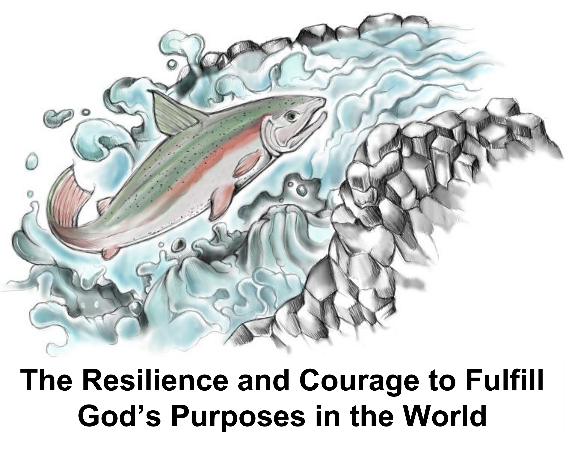 The Resilience and Courage to Fulfill
God’s Purposes in the World